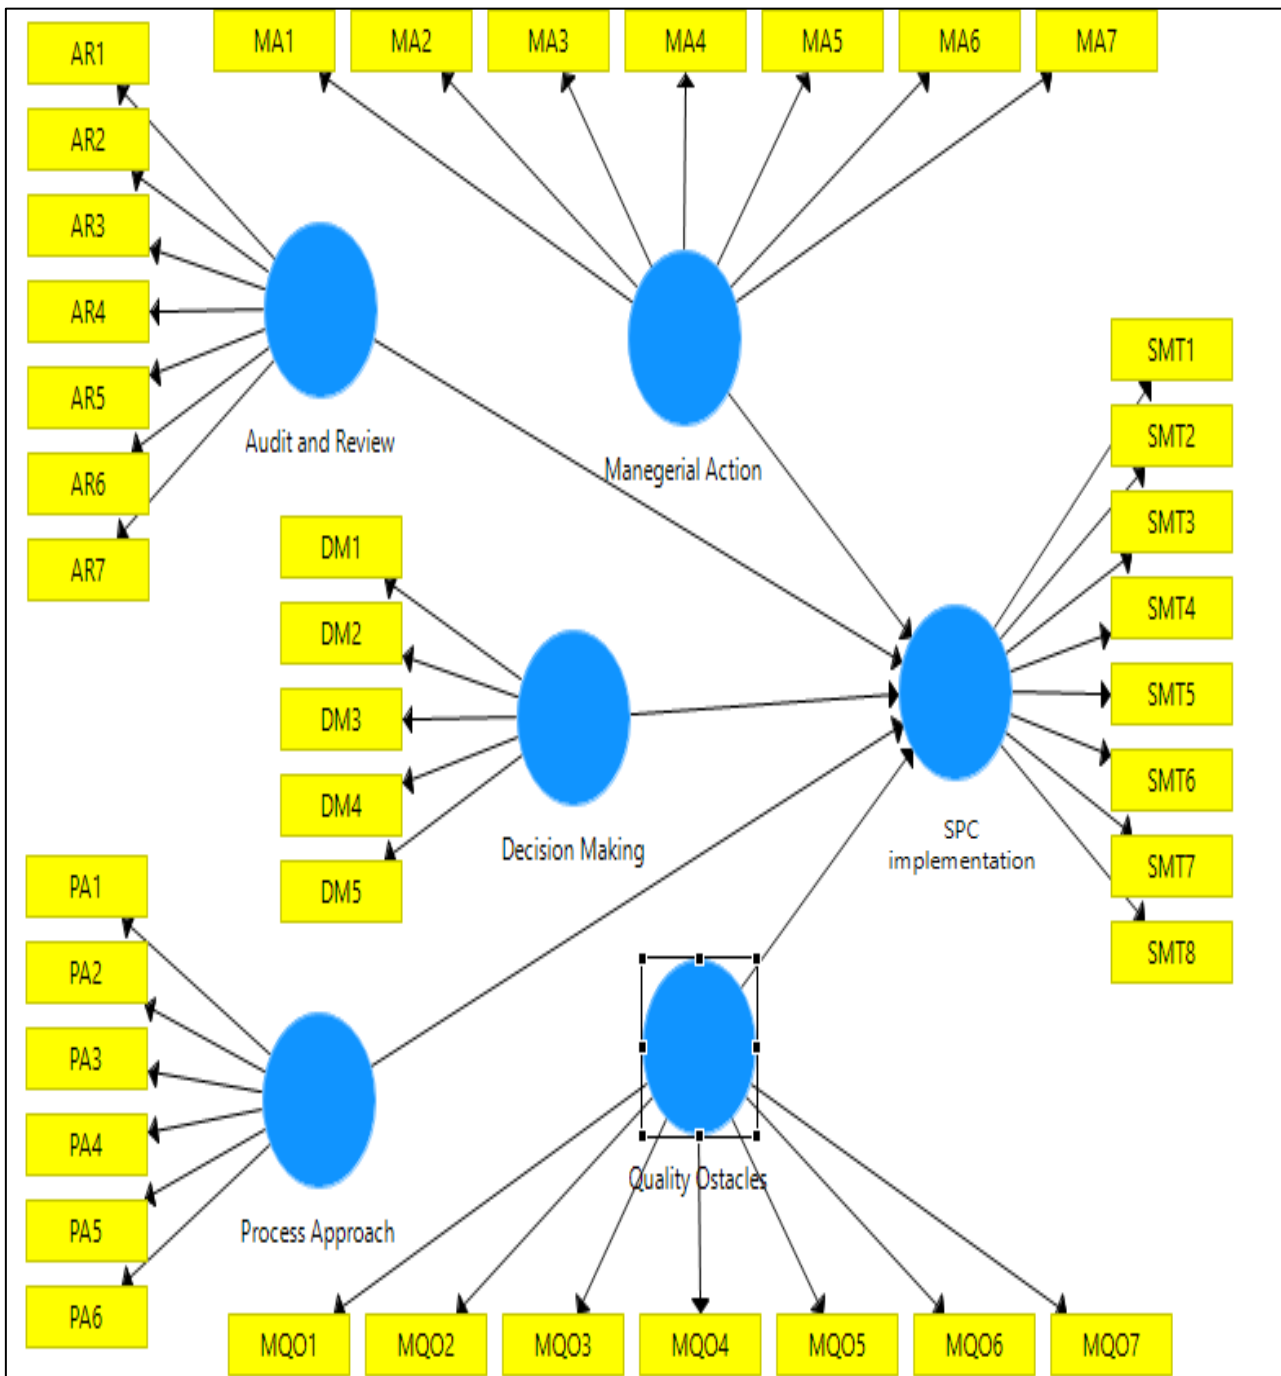 AR1
AR2
AR3
AR4
AR5
AR6
AR7
Audit and Review
MA1
MA2
MA3
MA4
MA5
MA6
MA7
Manegerial Action
DM1
DM2
DM3
DM4
DM5
Decision Making
SMT1
SMT2
SMT3
SMT4
SMT5
SMT6
SMT7
SMT8
SPC
implementation
PA1
PA2
PA3
PA4
PA5
PA6
Process Approach
Quality Ostacles
MQO1
MQO2
MQO3
MQO4
MQO5
MQO6
MQO7